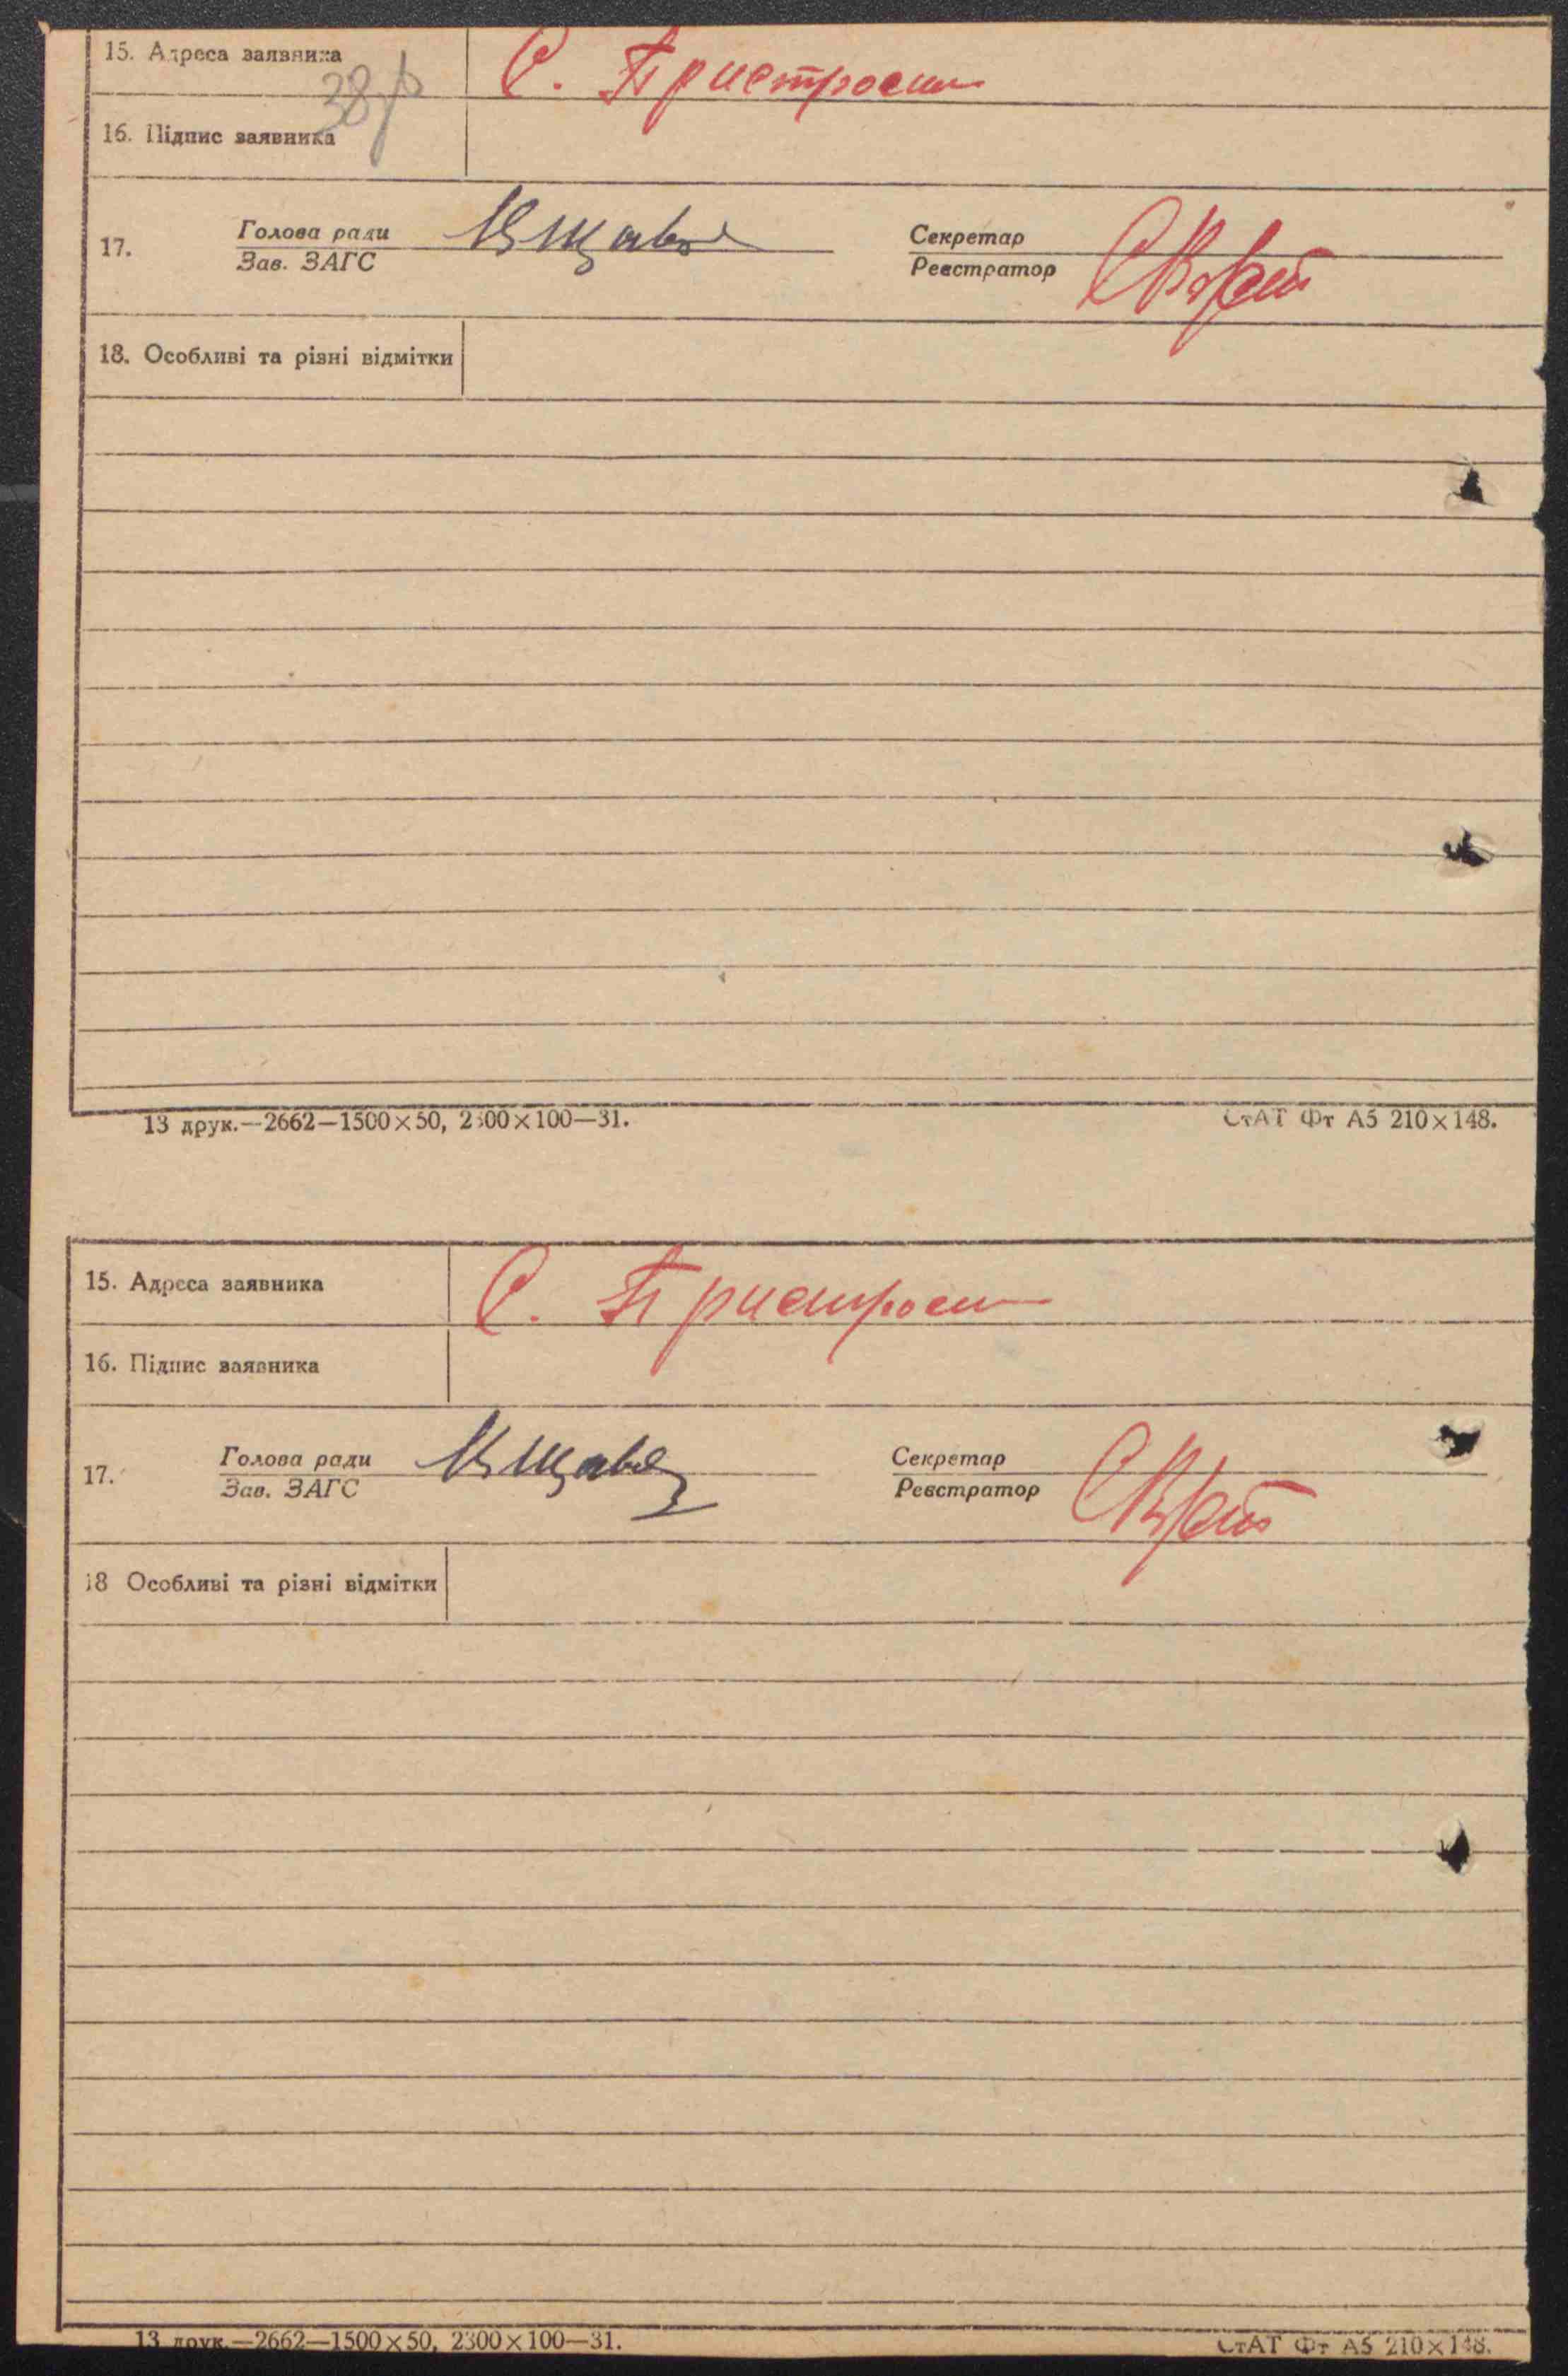 15. Адреса заявника С. Пристроми
38
16. Підпис заявника
17. Голова ради Секретар
Зав. ЗАГС Реєстратор
18. Особливі та різні відмітки
13 друк.—2662—1500×50, 2300×100—31. СтАТ Фт А5 210×148.
15. Адреса заявника С. Пристроми
16. Підпис заявника
17. Голова ради Секретар
Зав. ЗАГС Реєстратор
18 Особливі та різні відмітки
13 друк.—2662—1500×50, 2300×100—31. СтАТ Фт А5 210×148.